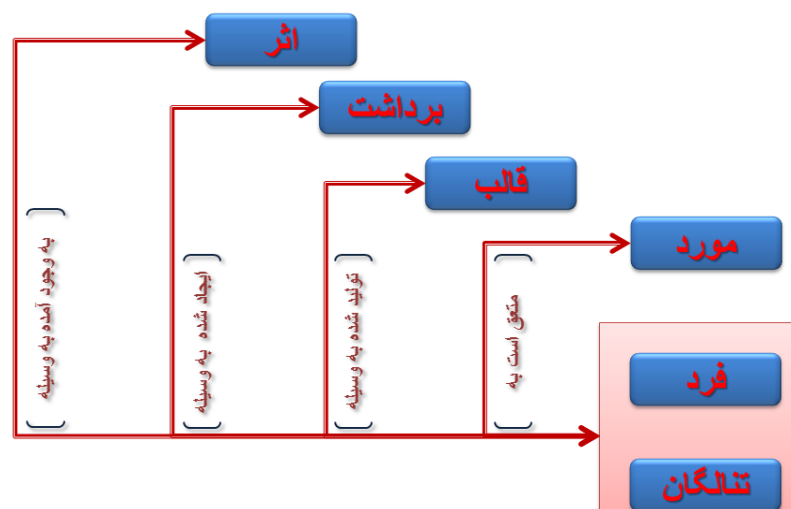 اثر
برداشت
قالب
مورد
به وجود آمده به وسیله
ایجاد شده به وسیله
تولید شده به وسیله
متعق است به
فرد
تنالگان